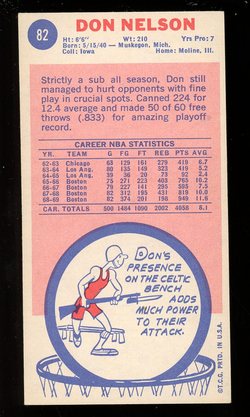 82
DON NELSON
Ht: 6'6" Wt: 210 Yrs Pro: 7
Born: 5/15/40 — Muskegon, Mich.
Coll: Iowa Home: Moline, Ill.
Strictly a sub all season, Don still
managed to hurt opponents with fine
play in crucial spots. Canned 224 for
12.4 average and made 50 of 60 free
throws (.833) for amazing playoff
record.
CAREER NBA STATISTICS
YR. TEAM G FG FT REB PTS AVG
62-63 Chicago 63 129 161 279 419 6.7
63-64 Los Ang. 80 135 149 323 419 5.2
64-65 Los Ang. 39 36 20 73 92 2.4
65-66 Boston 75 271 223 403 765 10.2
66-67 Boston 79 227 141 295 595 7.5
67-68 Boston 82 312 195 431 819 10.0
68-69 Boston 82 374 201 198 949 11.6
CAR. TOTALS 500 1484 1090 2002 4058 8.1
DON'S
PRESENCE
ON THE CELTIC
BENCH
ADDS
MUCH POWER
TO THEIR
ATTACK.
©T.C.G. PRTD. IN U.S.A.